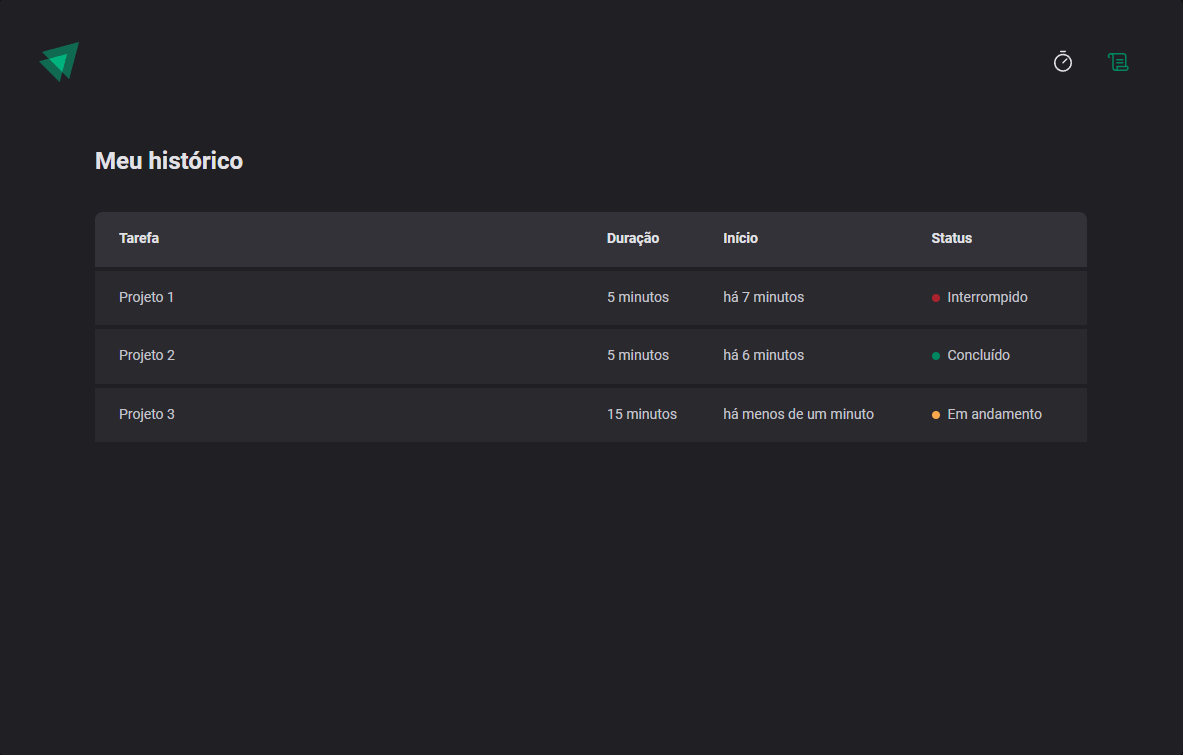 Meu histórico
Tarefa Duração Início Status
Projeto 1 5 minutos há 7 minutos Interrompido
Projeto 2 5 minutos há 6 minutos Concluído
Projeto 3 15 minutos há menos de um minuto Em andamento